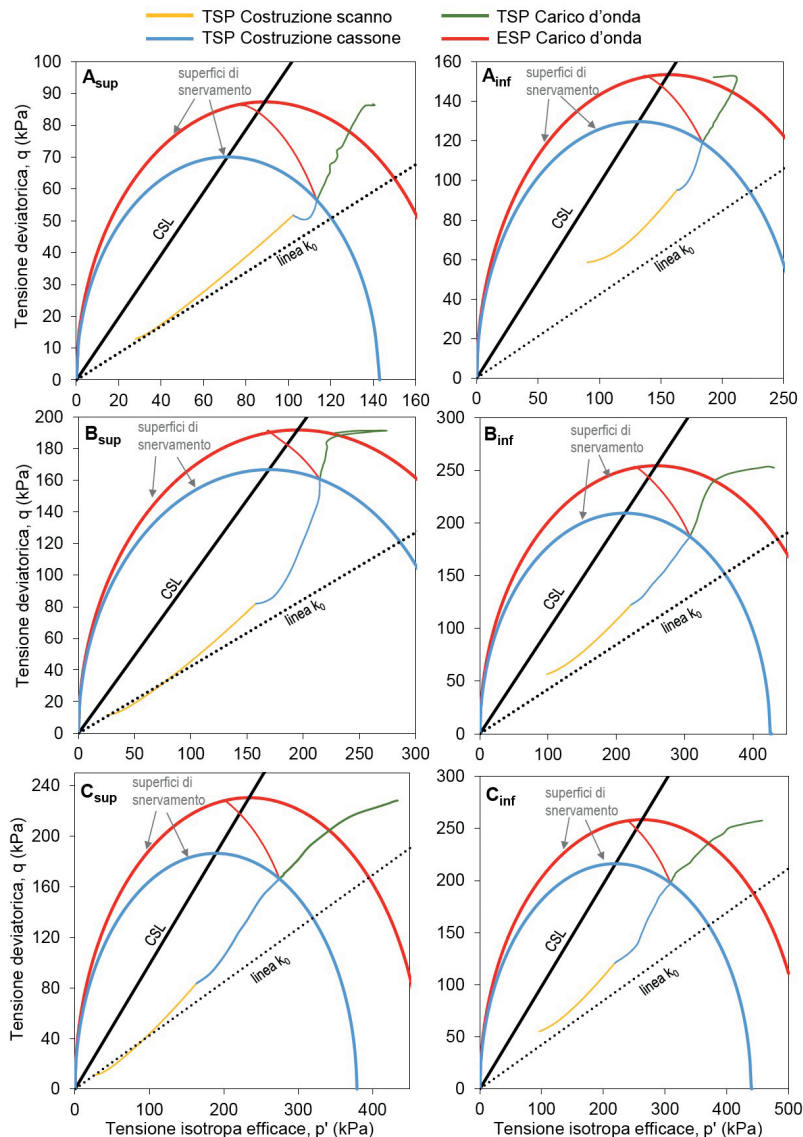 TSP Costruzione scanno
TSP Carico d'onda
TSP Costruzione cassone
ESP Carico d'onda
Tensione deviatorica, q (kPa)
100
90
80
70
60
50
40
30
20
10
0
A sup
superfici di
snervamento
CSL
linea k0
0 20 40 60 80 100 120 140 160
160
140
120
100
80
60
40
20
0
A inf
superfici di
snervamento
CSL
linea k0
0 50 100 150 200 250
Tensione deviatorica, q (kPa)
200
180
160
140
120
100
80
60
40
20
0
B sup
superfici di
snervamento
CSL
linea k0
0 50 100 150 200 250 300
300
250
200
150
100
50
0
B inf
superfici di
snervamento
CSL
linea k0
0 100 200 300 400
Tensione deviatorica, q (kPa)
240
200
160
120
80
40
0
C sup
superfici di
snervamento
CSL
linea k0
0 100 200 300 400
Tensione isotropa efficace, p' (kPa)
300
250
200
150
100
50
0
C inf
superfici di
snervamento
CSL
linea k0
0 100 200 300 400 500
Tensione isotropa efficace, p' (kPa)